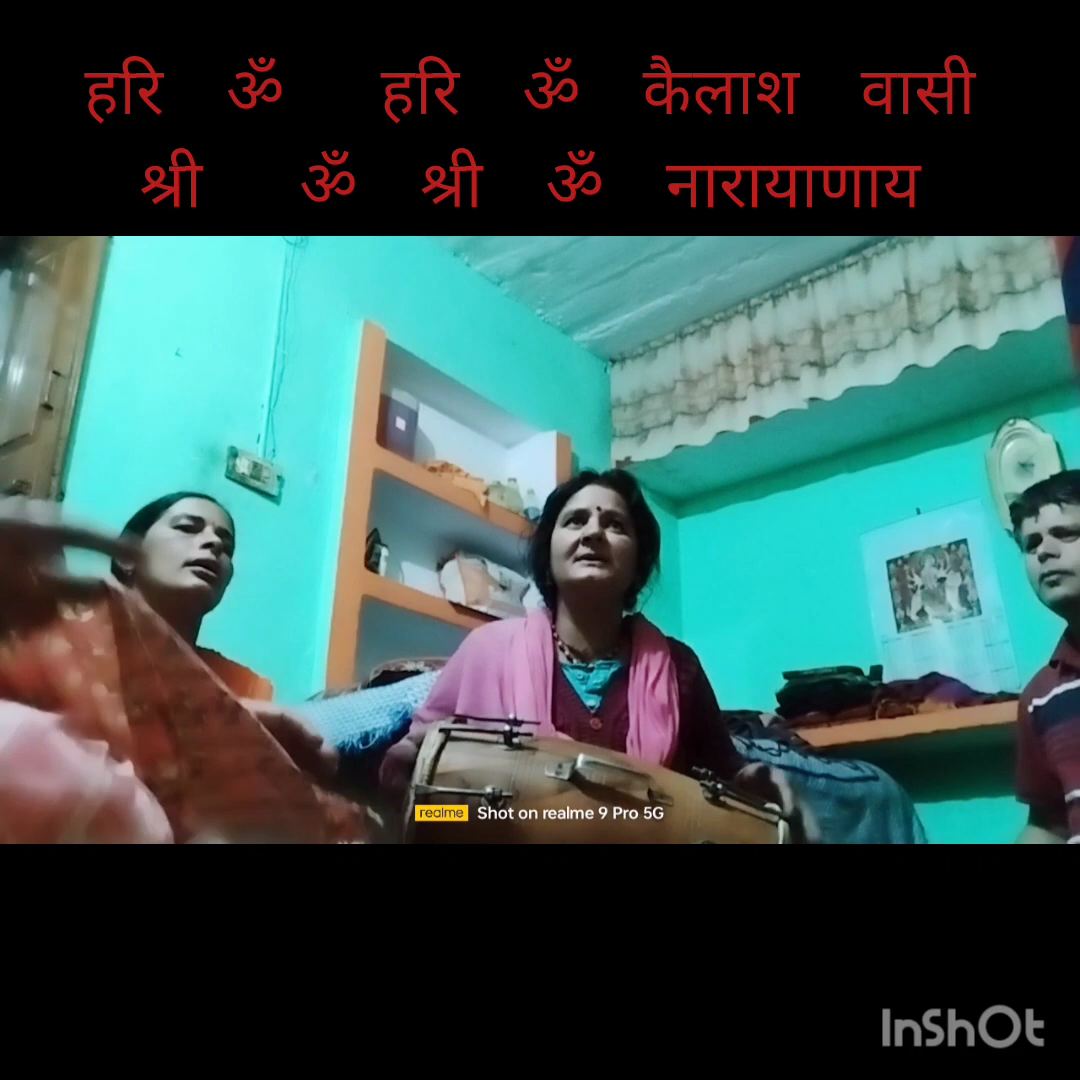 हरि ॐ हरि ॐ कैलाश वासी
श्री ॐ श्री ॐ नारायाणाय
realme Shot on realme 9 Pro 5G
InShOt